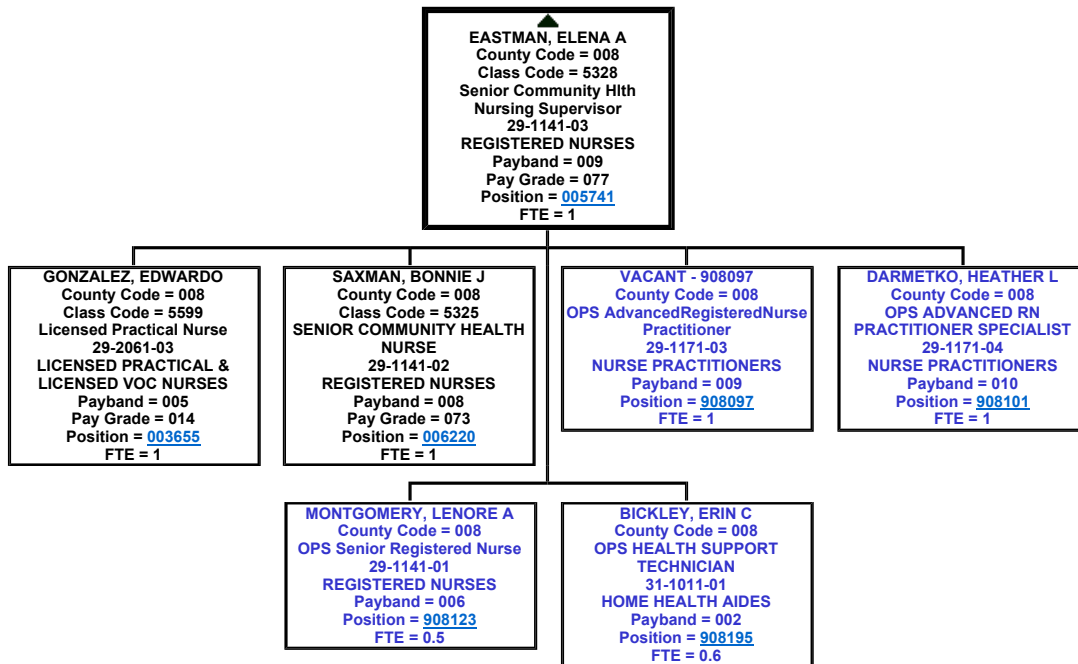 EASTMAN, ELENA A
County Code = 008
Class Code = 5328
Senior Community Hlth
Nursing Supervisor
29-1141-03
REGISTERED NURSES
Payband = 009
Pay Grade = 077
Position = 005741
FTE = 1
GONZALEZ, EDWARDO
County Code = 008
Class Code = 5599
Licensed Practical Nurse
29-2061-03
LICENSED PRACTICAL &
LICENSED VOC NURSES
Payband = 005
Pay Grade = 014
Position = 003655
FTE = 1
SAXMAN, BONNIE J
County Code = 008
Class Code = 5325
SENIOR COMMUNITY HEALTH
NURSE
29-1141-02
REGISTERED NURSES
Payband = 008
Pay Grade = 073
Position = 006220
FTE = 1
VACANT - 908097
County Code = 008
OPS AdvancedRegisteredNurse
Practitioner
29-1171-03
NURSE PRACTITIONERS
Payband = 009
Position = 908097
FTE = 1
DARMETKO, HEATHER L
County Code = 008
OPS ADVANCED RN
PRACTITIONER SPECIALIST
29-1171-04
NURSE PRACTITIONERS
Payband = 010
Position = 908101
FTE = 1
MONTGOMERY, LENORE A
County Code = 008
OPS Senior Registered Nurse
29-1141-01
REGISTERED NURSES
Payband = 006
Position = 908123
FTE = 0.5
BICKLEY, ERIN C
County Code = 008
OPS HEALTH SUPPORT
TECHNICIAN
31-1011-01
HOME HEALTH AIDES
Payband = 002
Position = 908195
FTE = 0.6